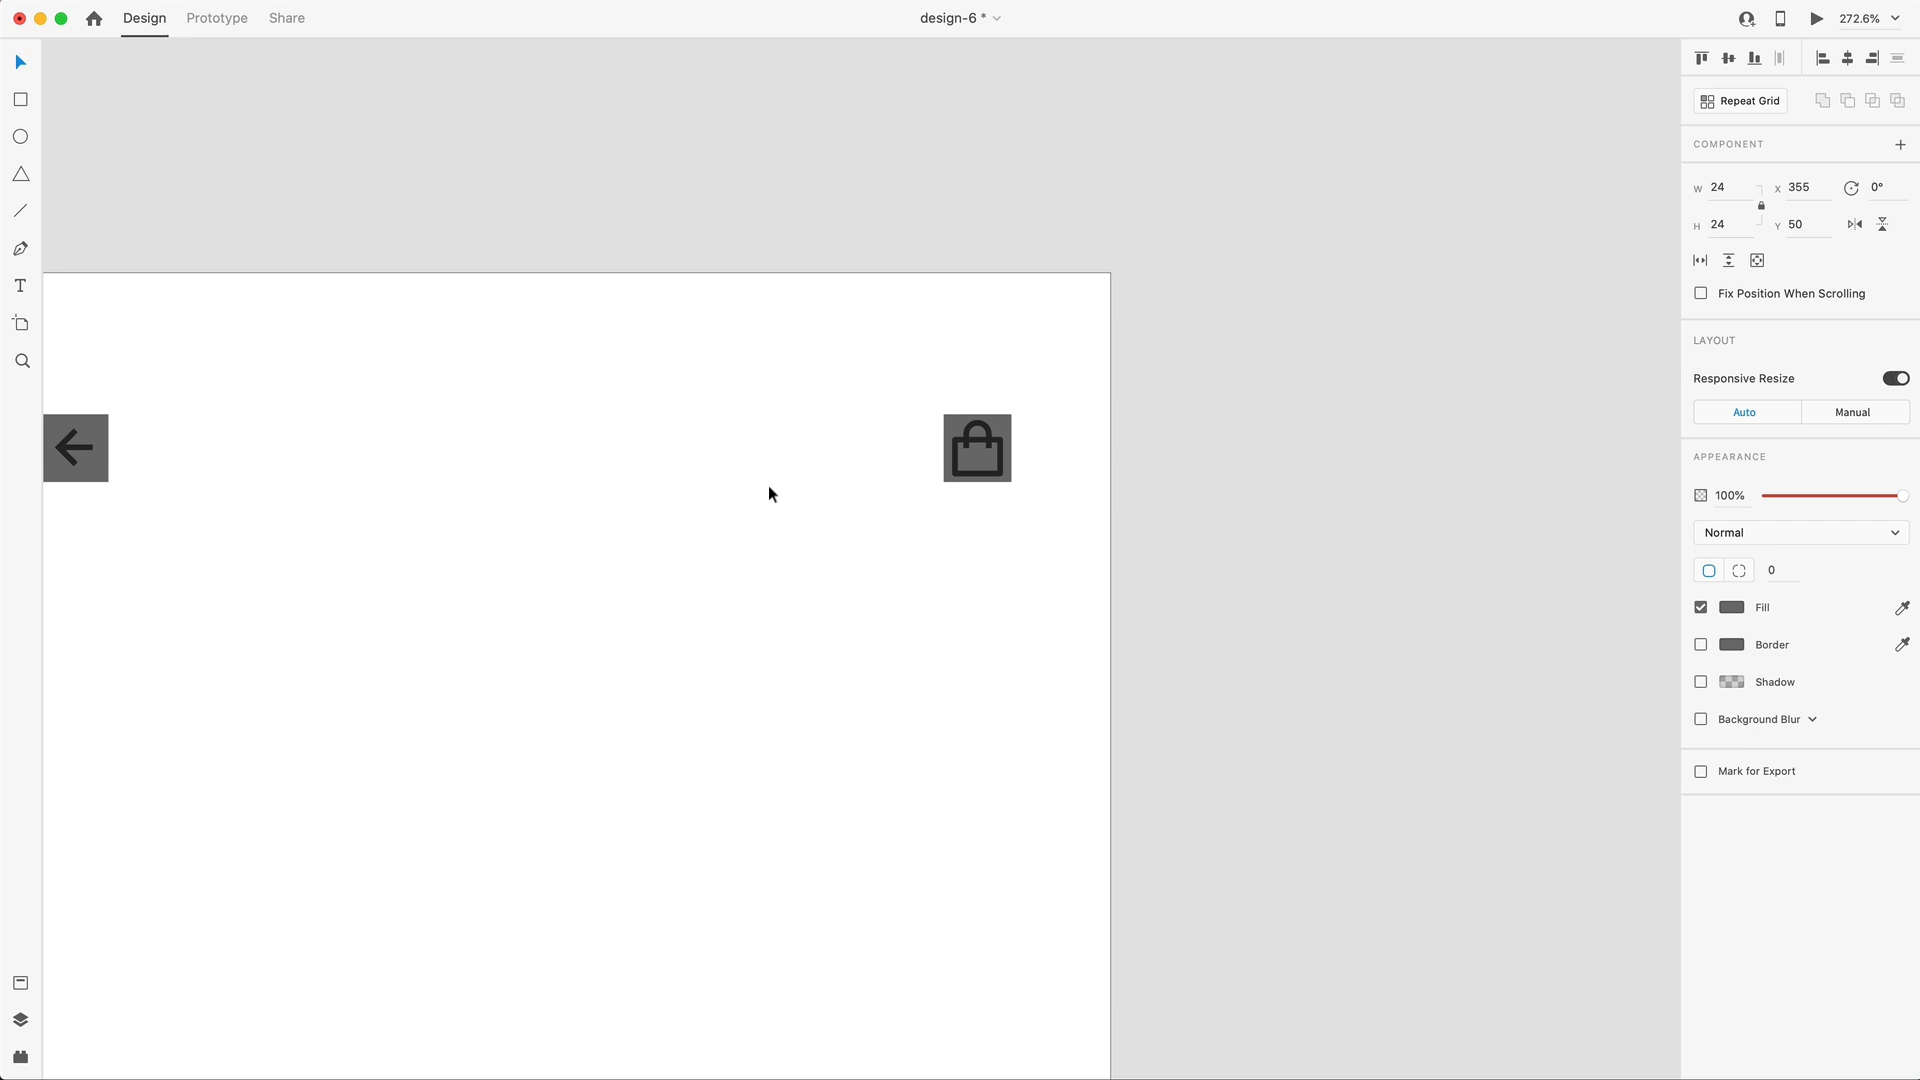 Design Prototype Share design-6 * 272.6%
Repeat Grid
COMPONENT
W 24 X 355 0°
H 24 Y 50
Fix Position When Scrolling
LAYOUT
Responsive Resize
Auto Manual
APPEARANCE
100%
Normal
0
Fill
Border
Shadow
Background Blur
Mark for Export